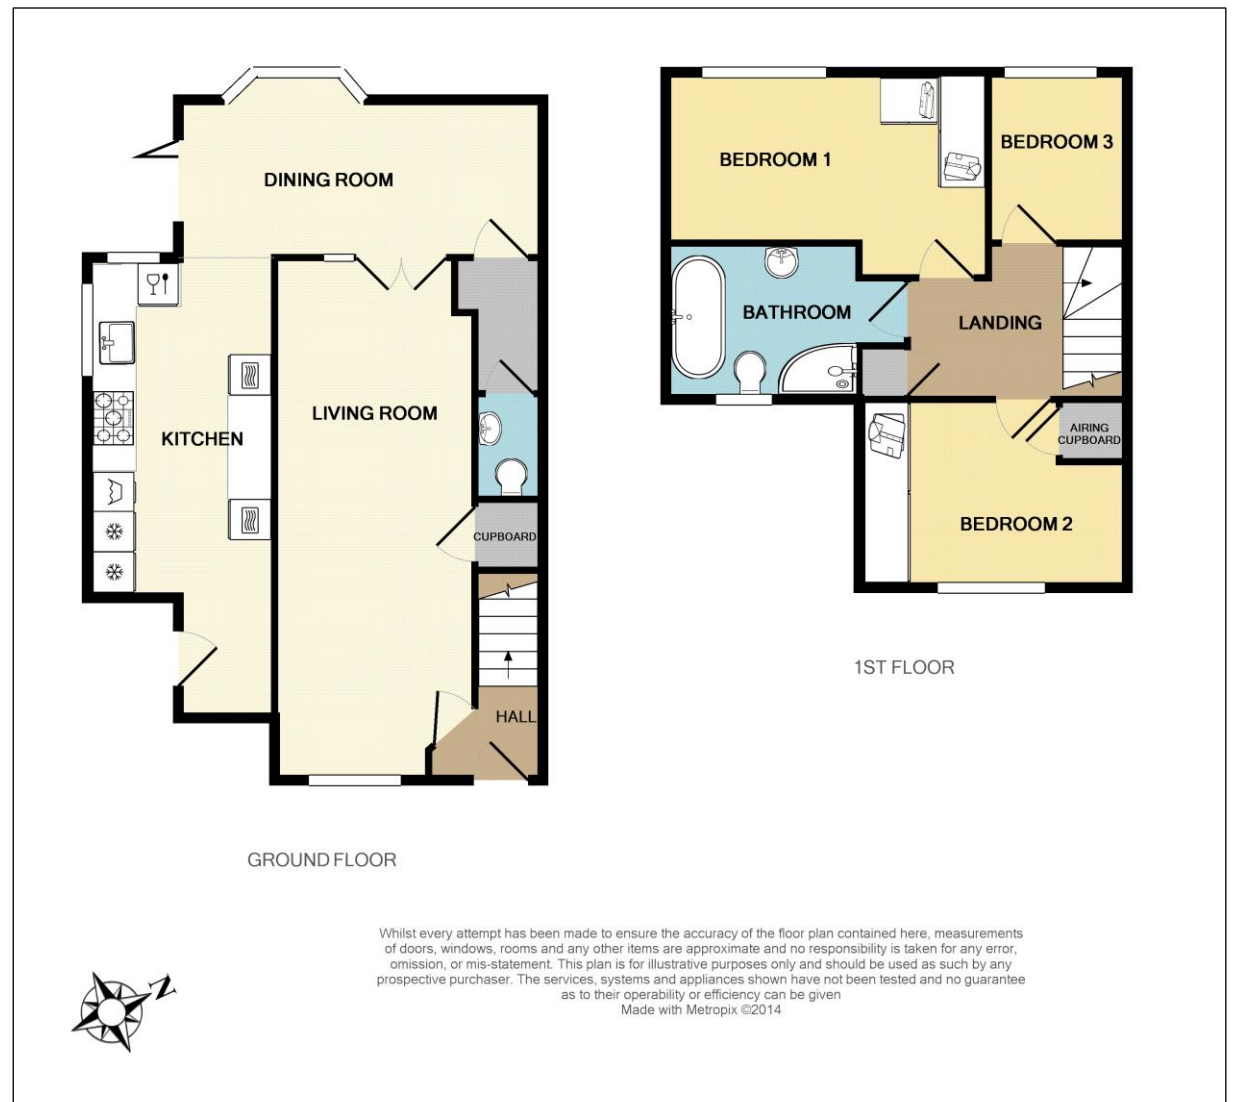 DINING ROOM
KITCHEN
LIVING ROOM
CUPBOARD
HALL
GROUND FLOOR
BEDROOM 1
BEDROOM 3
BATHROOM
LANDING
AIRING
CUPBOARD
BEDROOM 2
1ST FLOOR
Whilst every attempt has been made to ensure the accuracy of the floor plan contained here, measurements
of doors, windows, rooms and any other items are approximate and no responsibility is taken for any error,
omission, or mis-statement. This plan is for illustrative purposes only and should be used as such by any
prospective purchaser. The services, systems and appliances shown have not been tested and no guarantee
as to their operability or efficiency can be given
Made with Metropix ©2014
N